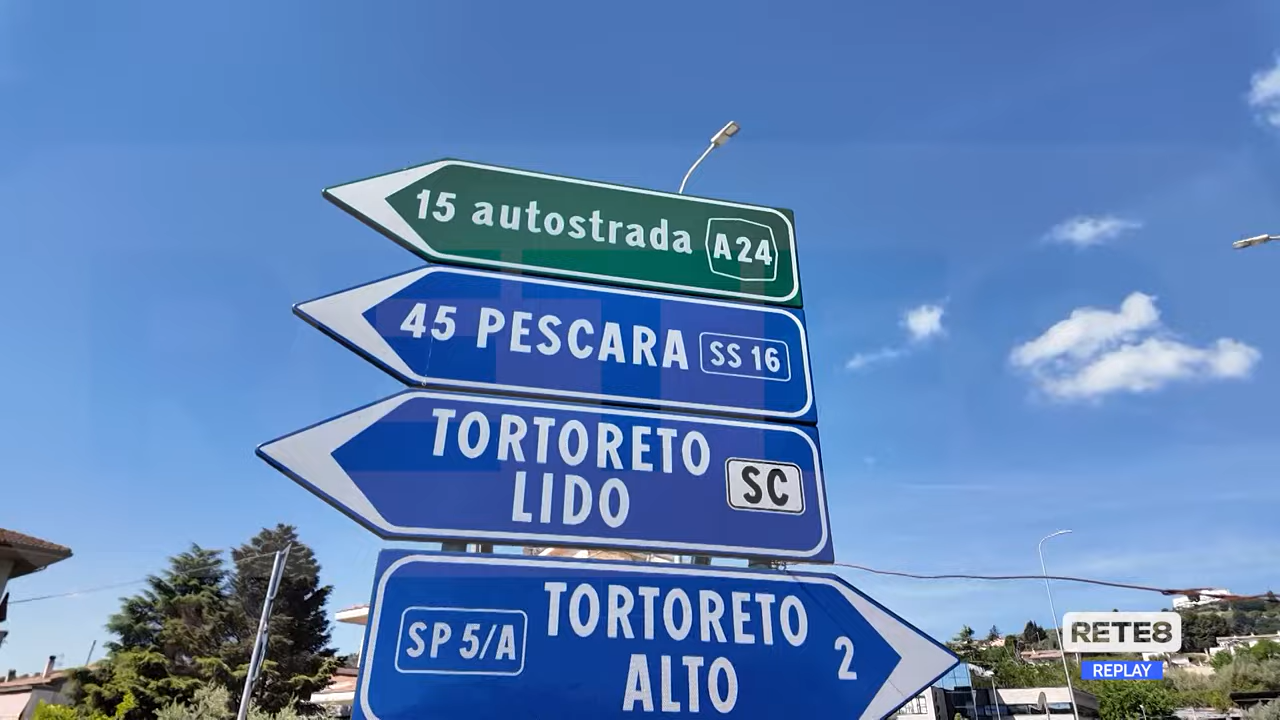 15 autostrada A24
45 PESCARA SS 16
TORTORETO
LIDO SC
SP 5/A TORTORETO
ALTO 2
RETE8
REPLAY